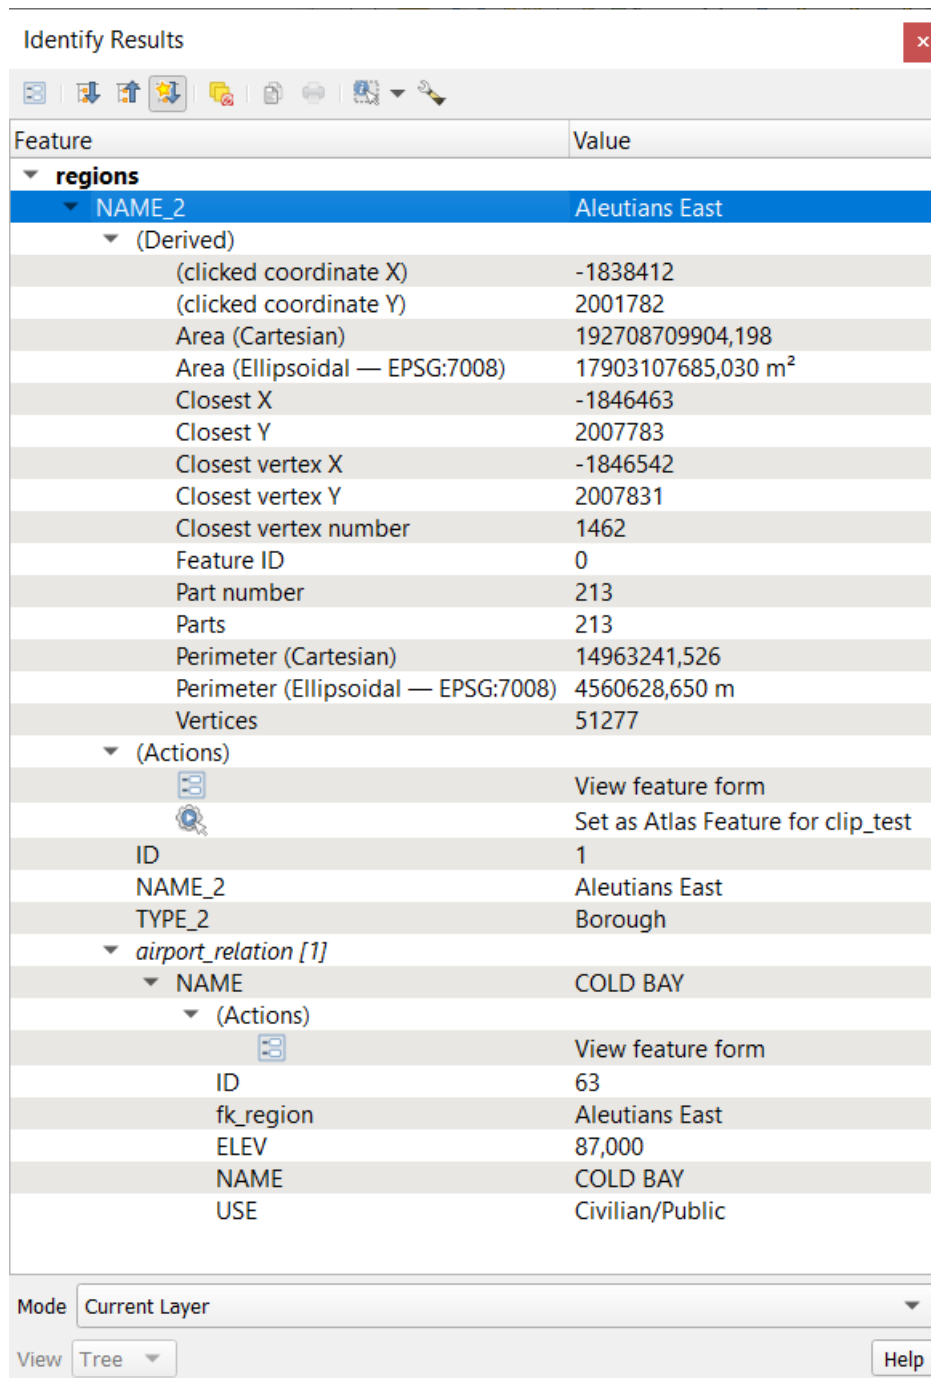 Identify Results
Feature Value
regions
NAME_2 Aleutians East
(Derived)
(clicked coordinate X) -1838412
(clicked coordinate Y) 2001782
Area (Cartesian) 192708709904,198
Area (Ellipsoidal — EPSG:7008) 17903107685,030 m²
Closest X -1846463
Closest Y 2007783
Closest vertex X -1846542
Closest vertex Y 2007831
Closest vertex number 1462
Feature ID 0
Part number 213
Parts 213
Perimeter (Cartesian) 14963241,526
Perimeter (Ellipsoidal — EPSG:7008) 4560628,650 m
Vertices 51277
(Actions)
View feature form
Set as Atlas Feature for clip_test
ID 1
NAME_2 Aleutians East
TYPE_2 Borough
airport_relation [1]
NAME COLD BAY
(Actions)
View feature form
ID 63
fk_region Aleutians East
ELEV 87,000
NAME COLD BAY
USE Civilian/Public
Mode Current Layer
View Tree Help